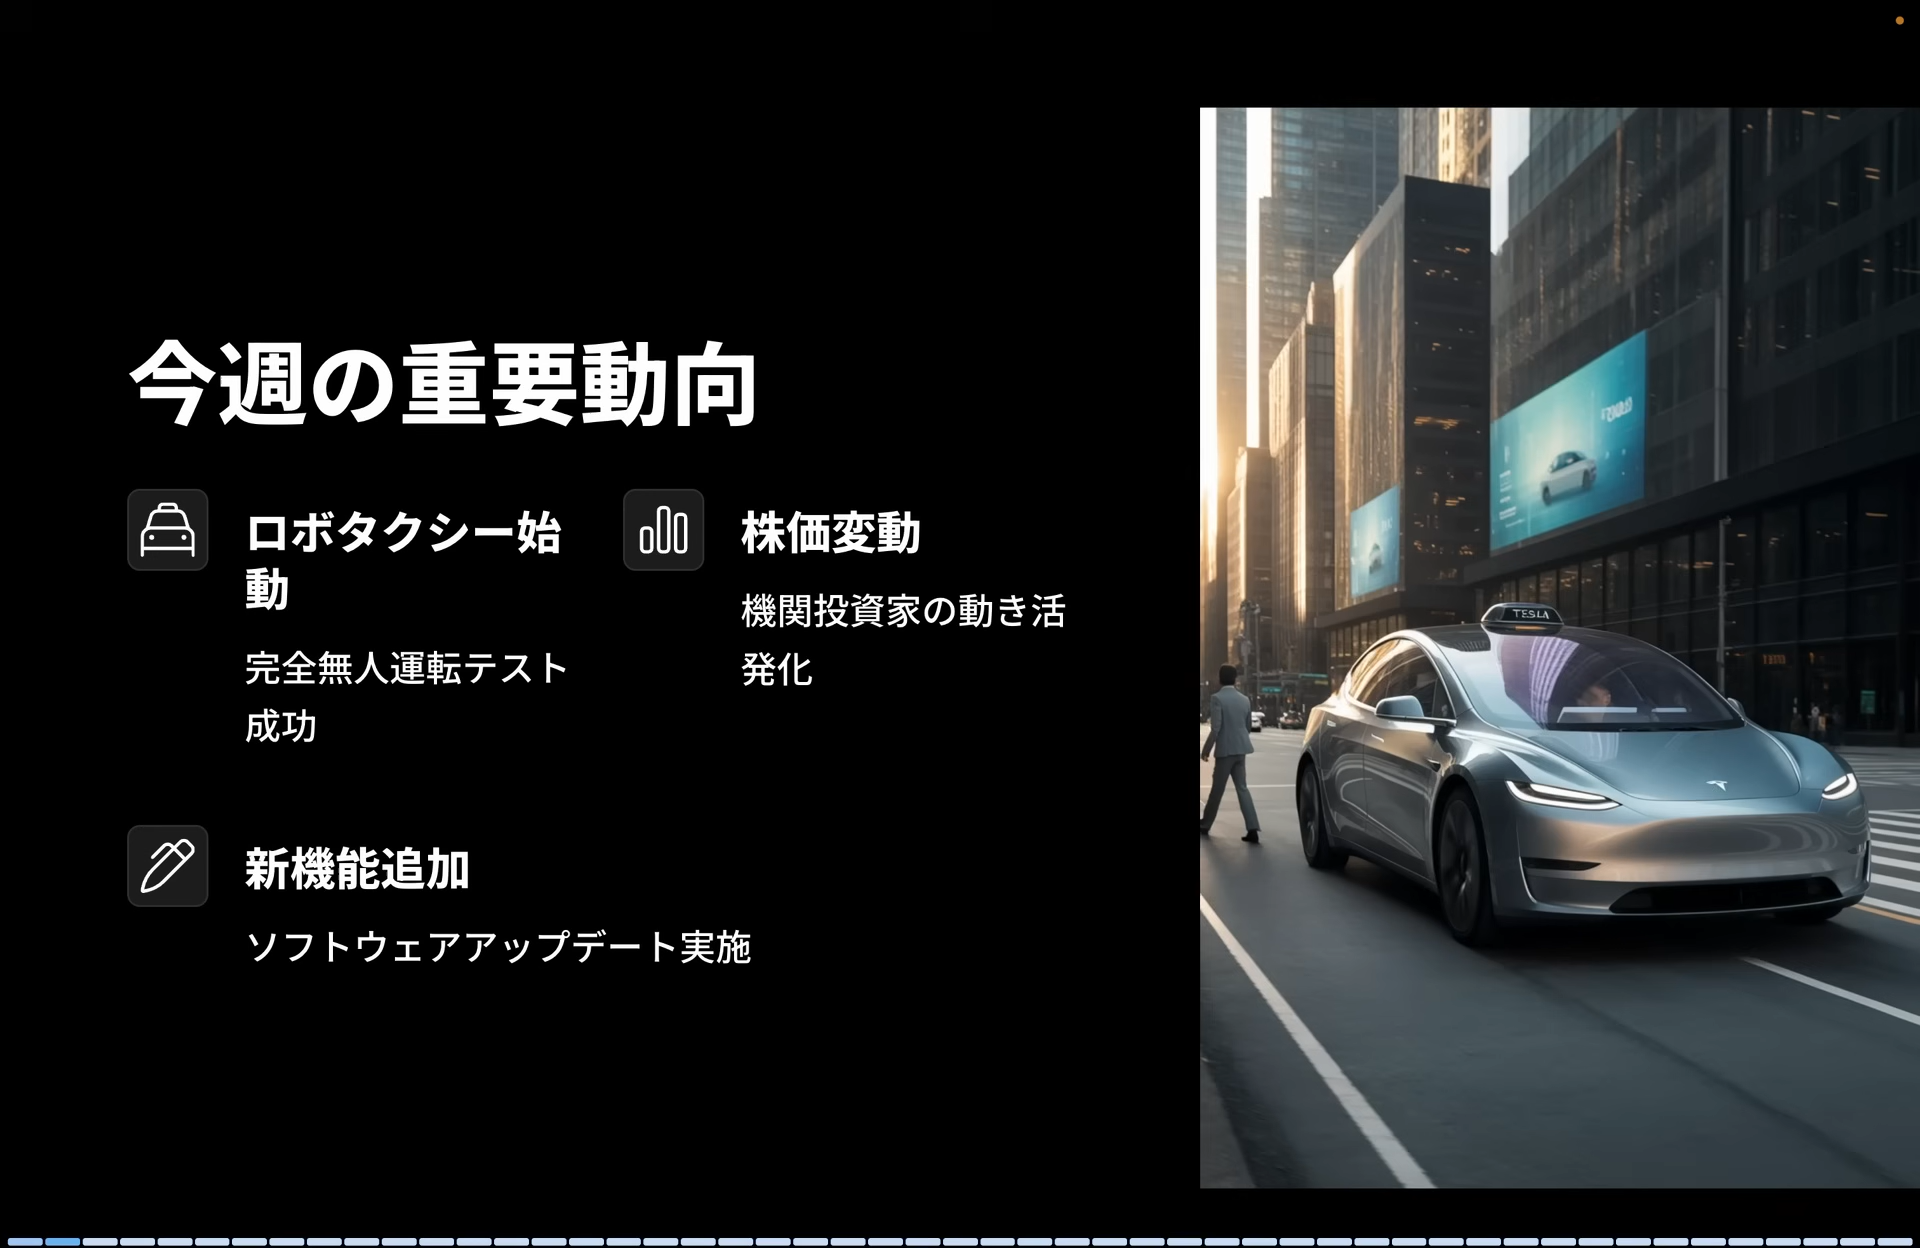 今週の重要動向
ロボタクシー始
動
完全無人運転テスト
成功
株価変動
機関投資家の動き活
発化
新機能追加
ソフトウェアアップデート実施
TESLA